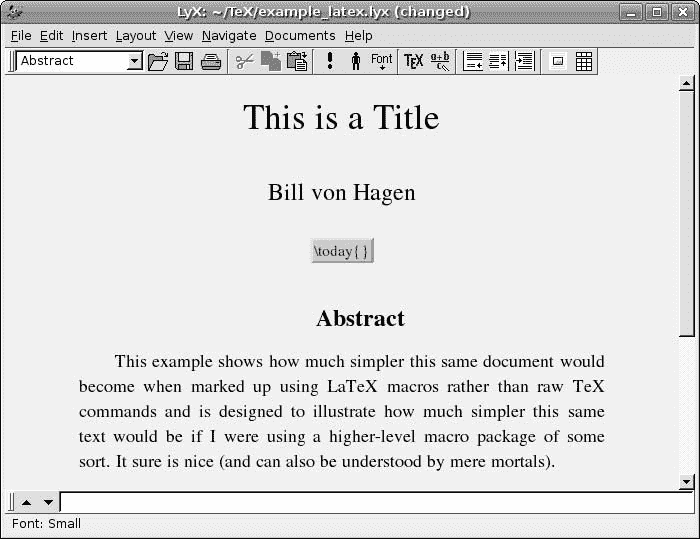 LyX: ~/TeX/example_latex.lyx (changed)
File Edit Insert Layout View Navigate Documents Help
Abstract Font TEX a+b
This is a Title
Bill von Hagen
\today{}
Abstract
This example shows how much simpler this same document would
become when marked up using LaTeX macros rather than raw TeX
commands and is designed to illustrate how much simpler this same
text would be if I were using a higher-level macro package of some
sort. It sure is nice (and can also be understood by mere mortals).
Font: Small